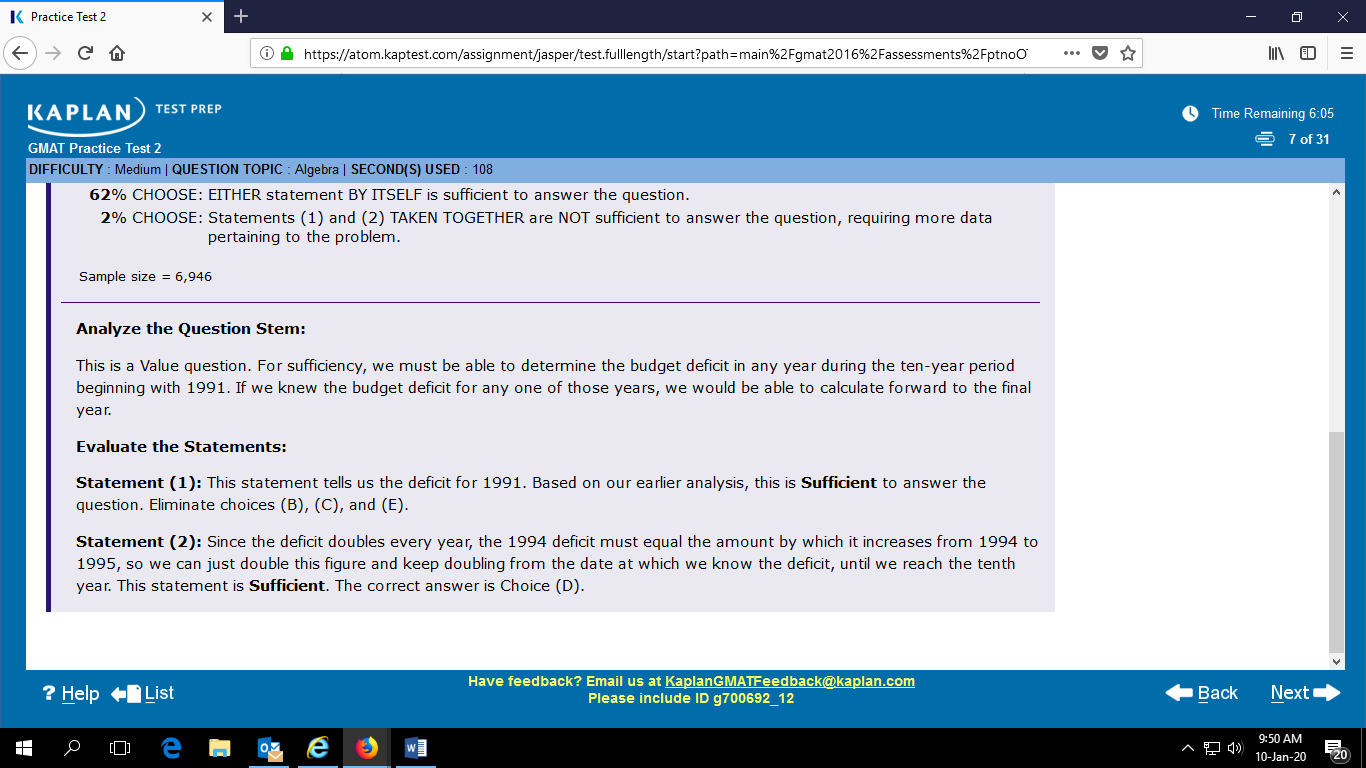 Practice Test 2
https://atom.kaptest.com/assignment/jasper/test.fulllength/start?path=main%2Fgmat2016%2Fassessments%2FptnoO
KAPLAN TEST PREP
Time Remaining 6:05
GMAT Practice Test 2
7 of 31
DIFFICULTY : Medium | QUESTION TOPIC : Algebra | SECOND(S) USED : 108
62% CHOOSE: EITHER statement BY ITSELF is sufficient to answer the question.
2% CHOOSE: Statements (1) and (2) TAKEN TOGETHER are NOT sufficient to answer the question, requiring more data
pertaining to the problem.
Sample size = 6,946
Analyze the Question Stem:
This is a Value question. For sufficiency, we must be able to determine the budget deficit in any year during the ten-year period
beginning with 1991. If we knew the budget deficit for any one of those years, we would be able to calculate forward to the final
year.
Evaluate the Statements:
Statement (1): This statement tells us the deficit for 1991. Based on our earlier analysis, this is Sufficient to answer the
question. Eliminate choices (B), (C), and (E).
Statement (2): Since the deficit doubles every year, the 1994 deficit must equal the amount by which it increases from 1994 to
1995, so we can just double this figure and keep doubling from the date at which we know the deficit, until we reach the tenth
year. This statement is Sufficient. The correct answer is Choice (D).
? Help
List
Have feedback? Email us at KaplanGMATFeedback@kaplan.com
Please include ID g700692_12
Back
Next
9:50 AM
10-Jan-20
20